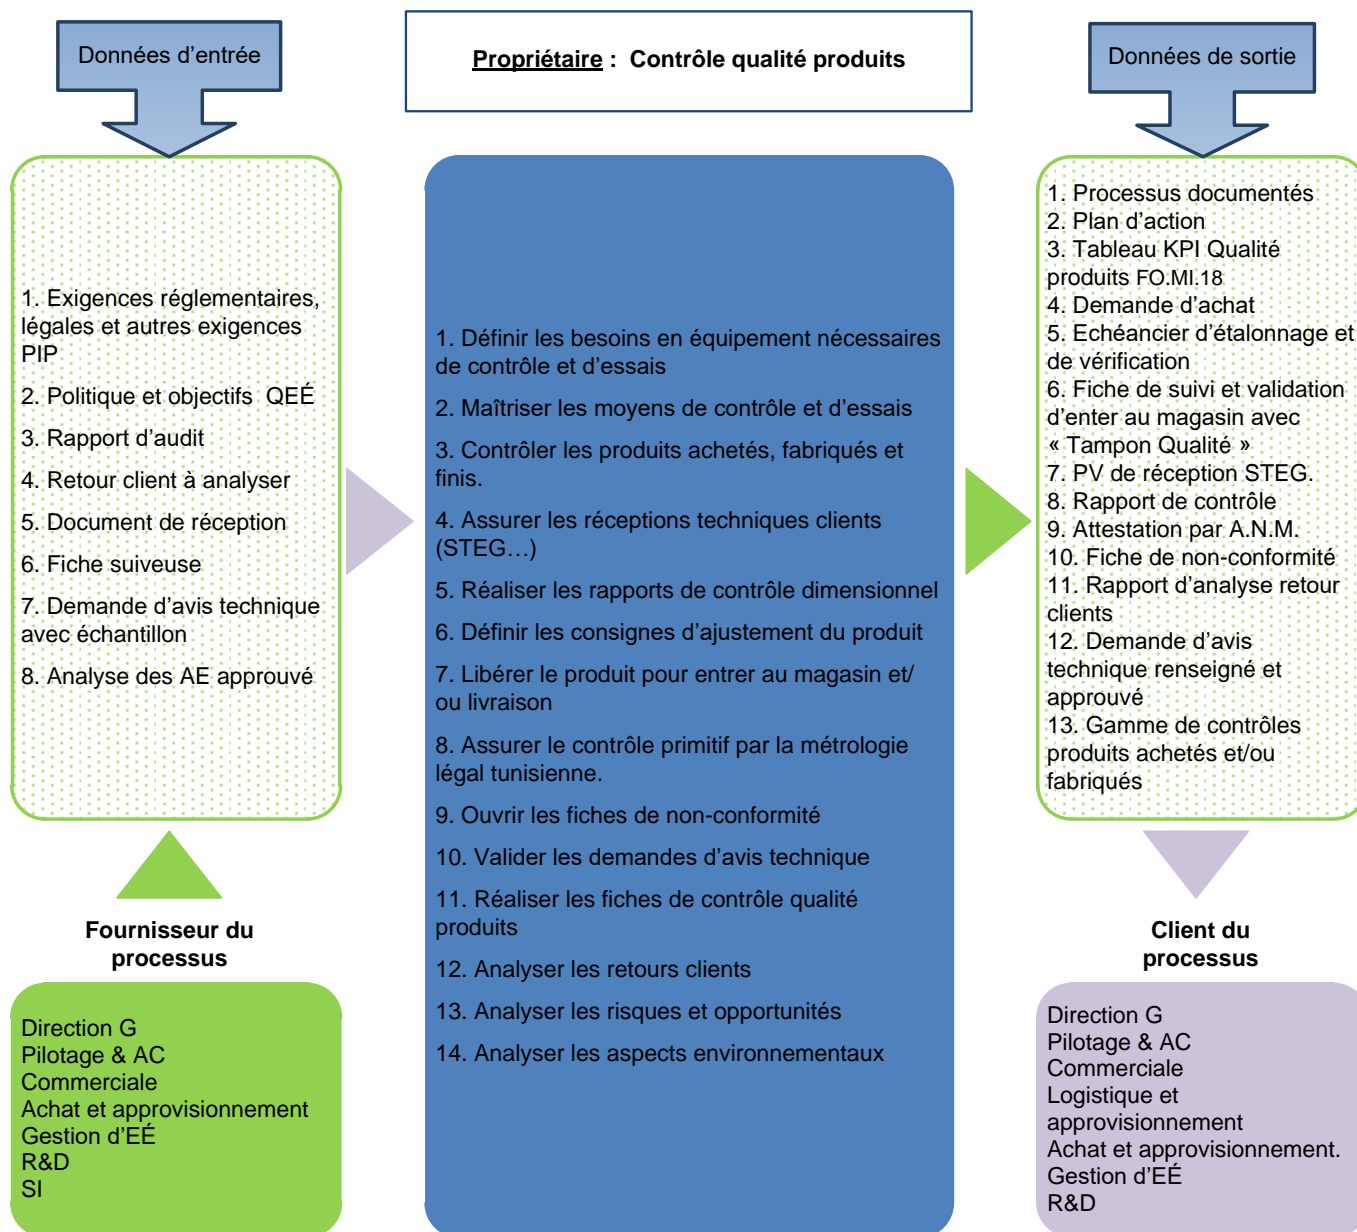 Données d'entrée
Propriétaire : Contrôle qualité produits
Données de sortie
1. Exigences réglementaires,
légales et autres exigences
PIP
2. Politique et objectifs QEÉ
3. Rapport d'audit
4. Retour client à analyser
5. Document de réception
6. Fiche suiveuse
7. Demande d'avis technique
avec échantillon
8. Analyse des AE approuvé
1. Définir les besoins en équipement nécessaires
de contrôle et d'essais
2. Maîtriser les moyens de contrôle et d'essais
3. Contrôler les produits achetés, fabriqués et
finis.
4. Assurer les réceptions techniques clients
(STEG…)
5. Réaliser les rapports de contrôle dimensionnel
6. Définir les consignes d'ajustement du produit
7. Libérer le produit pour entrer au magasin et/
ou livraison
8. Assurer le contrôle primitif par la métrologie
légal tunisienne.
9. Ouvrir les fiches de non-conformité
10. Valider les demandes d'avis technique
11. Réaliser les fiches de contrôle qualité
produits
12. Analyser les retours clients
13. Analyser les risques et opportunités
14. Analyser les aspects environnementaux
1. Processus documentés
2. Plan d'action
3. Tableau KPI Qualité
produits FO.MI.18
4. Demande d'achat
5. Echéancier d'étalonnage et
de vérification
6. Fiche de suivi et validation
d'enter au magasin avec
« Tampon Qualité »
7. PV de réception STEG.
8. Rapport de contrôle
9. Attestation par A.N.M.
10. Fiche de non-conformité
11. Rapport d'analyse retour
clients
12. Demande d'avis
technique renseigné et
approuvé
13. Gamme de contrôles
produits achetés et/ou
fabriqués
Fournisseur du
processus
Direction G
Pilotage & AC
Commerciale
Achat et approvisionnement
Gestion d'EÉ
R&D
SI
Client du
processus
Direction G
Pilotage & AC
Commerciale
Logistique et
approvisionnement
Achat et approvisionnement.
Gestion d'EÉ
R&D